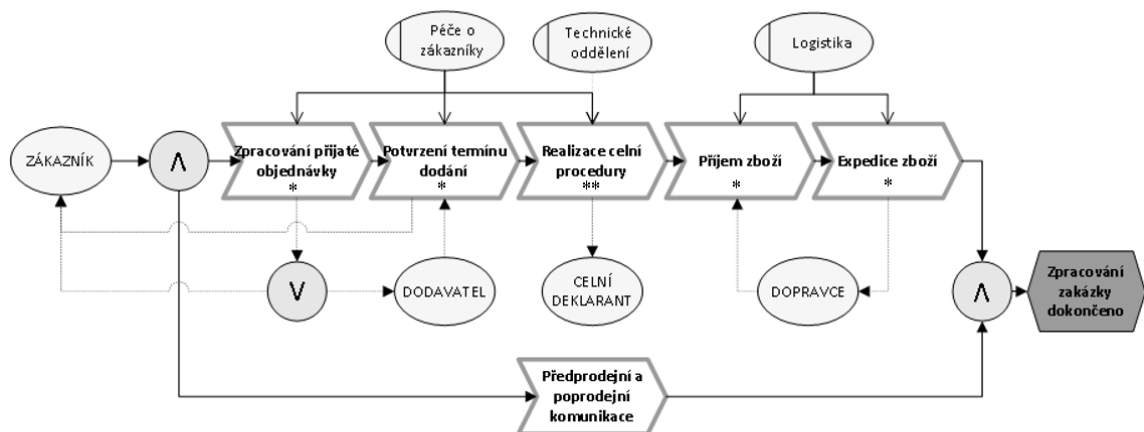 Péče o
zákazníky
Technické
oddělení
Logistika
ZÁKAZNÍK
Λ
Zpracování přijaté
objednávky
*
Potvrzení termínu
dodání
*
Realizace celní
procedury
**
Příjem zboží
*
Expedice zboží
*
V
DODAVATEL
CELNÍ
DEKLARANT
DOPRAVCE
Λ
Zpracování
zakázky
dokončeno
Předprodejní a
poprodejní
komunikace